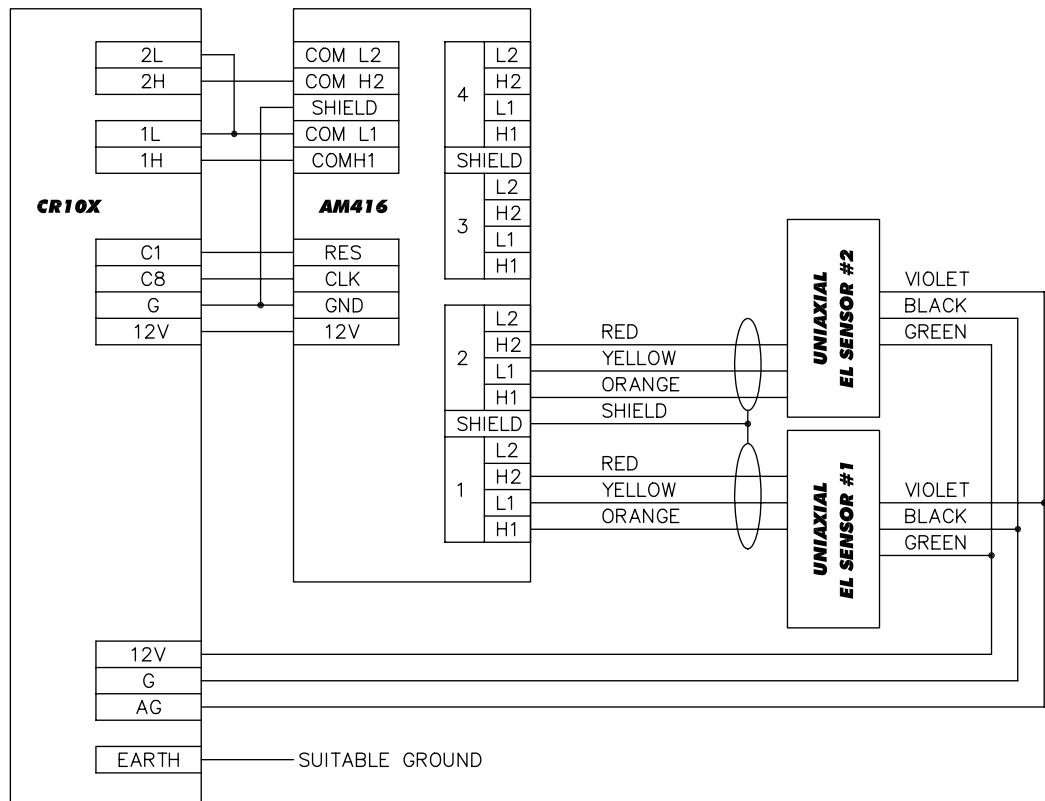 2L
2H
1L
1H
CR10X
C1
C8
G
12V
12V
G
AG
EARTH
SUITABLE GROUND
COM L2
COM H2
SHIELD
COM L1
COMH1
AM416
RES
CLK
GND
12V
4
L2
H2
L1
H1
SHIELD
3
L2
H2
L1
H1
2
L2
H2
L1
H1
SHIELD
1
L2
H2
L1
H1
RED
YELLOW
ORANGE
SHIELD
RED
YELLOW
ORANGE
UNIAXIAL
EL SENSOR #2
VIOLET
BLACK
GREEN
UNIAXIAL
EL SENSOR #1
VIOLET
BLACK
GREEN